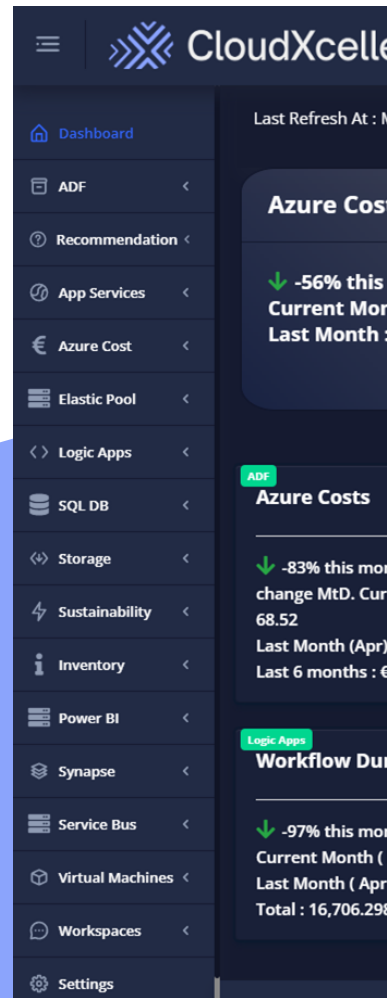 CloudXcelle
Dashboard
ADF
Recommendation
App Services
Azure Cost
Elastic Pool
Logic Apps
SQL DB
Storage
Sustainability
Inventory
Power BI
Synapse
Service Bus
Virtual Machines
Workspaces
Settings
Last Refresh At :
Azure Cos
-56% this
Current Mon
Last Month :
ADF
Azure Costs
-83% this mon
change MtD. Cur
68.52
Last Month (Apr)
Last 6 months : €
Logic Apps
Workflow Dur
-97% this mon
Current Month (
Last Month ( Apr
Total : 16,706.298